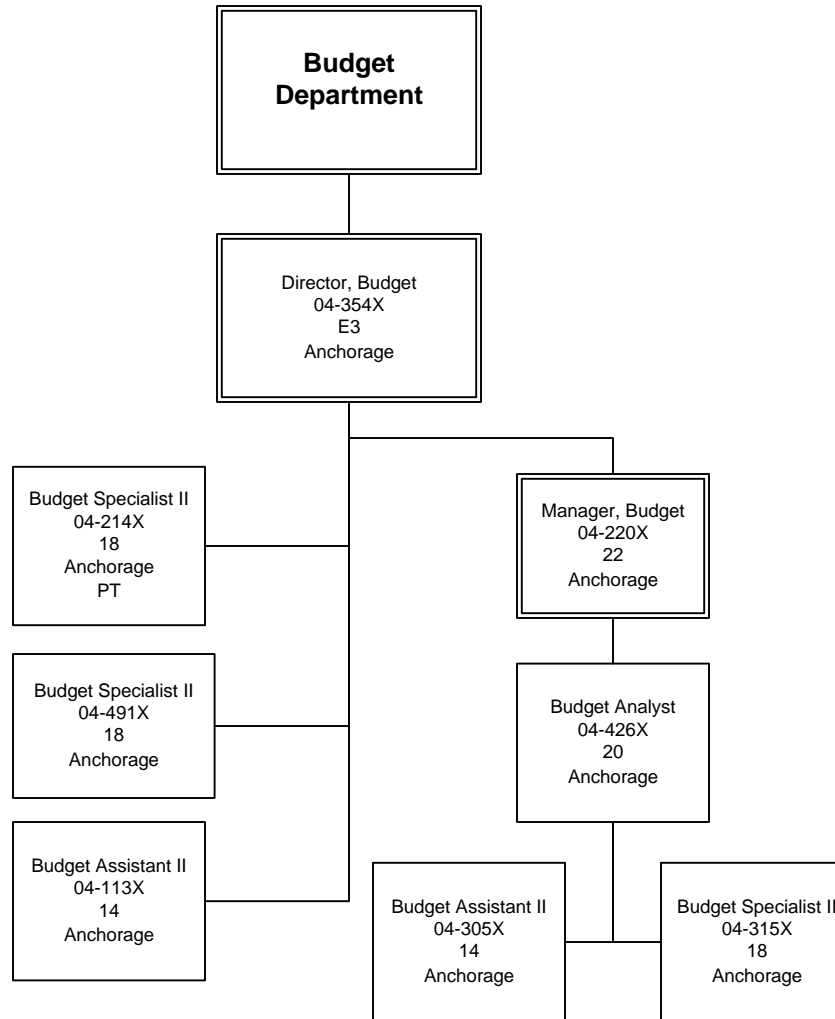 Budget
Department
Director, Budget
04-354X
E3
Anchorage
Budget Specialist II
04-214X
18
Anchorage
PT
Manager, Budget
04-220X
22
Anchorage
Budget Specialist II
04-491X
18
Anchorage
Budget Analyst
04-426X
20
Anchorage
Budget Assistant II
04-113X
14
Anchorage
Budget Assistant II
04-305X
14
Anchorage
Budget Specialist II
04-315X
18
Anchorage